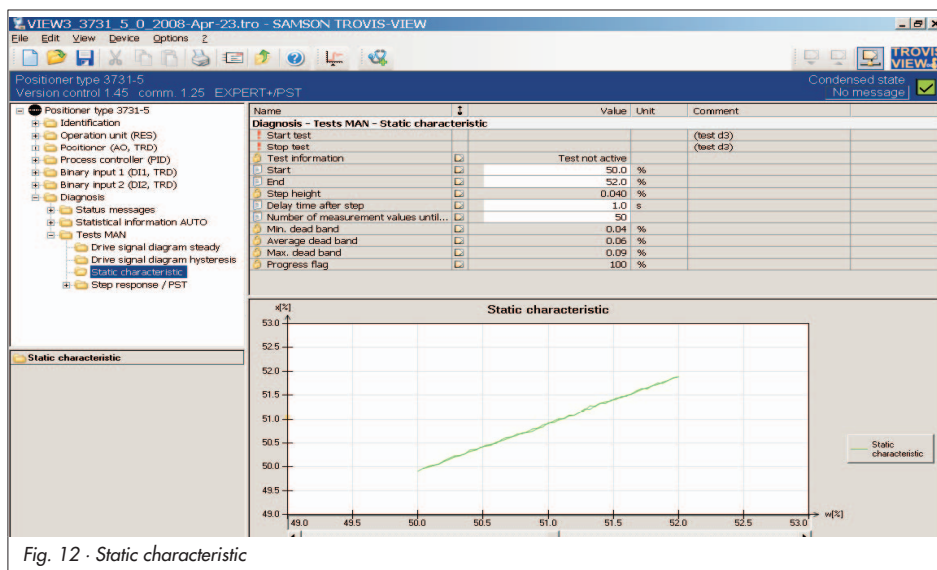 VIEW3_3731_5_0_2008-Apr-23.tro - SAMSON TROVIS-VIEW
File Edit View Device Options ?
TROVIS
VIEW
Positioner type 3731-5
Version control 1.45 comm. 1.25 EXPERT+/PST
Condensed state
No message
Positioner type 3731-5
Identification
Operation unit (RES)
Positioner (AO, TRD)
Process controller (PID)
Binary input 1 (DI1, TRD)
Binary input 2 (DI2, TRD)
Diagnosis
Status messages
Statistical information AUTO
Tests MAN
Drive signal diagram steady
Drive signal diagram hysteresis
Static characteristic
Step response / PST
Static characteristic
Name Value Unit Comment
Diagnosis - Tests MAN - Static characteristic
Start test (test d3)
Stop test (test d3)
Test information Test not active
Start 50.0 %
End 52.0 %
Step height 0.040 %
Delay time after step 1.0 s
Number of measurement values until... 50
Min. dead band 0.04 %
Average dead band 0.06 %
Max. dead band 0.09 %
Progress flag 100 %
x[%]
Static characteristic
53.0
52.5
52.0
51.5
51.0
50.5
50.0
49.5
49.0
49.0 49.5 50.0 50.5 51.0 51.5 52.0 52.5 53.0
w[%]
Static
characteristic
Fig. 12 · Static characteristic